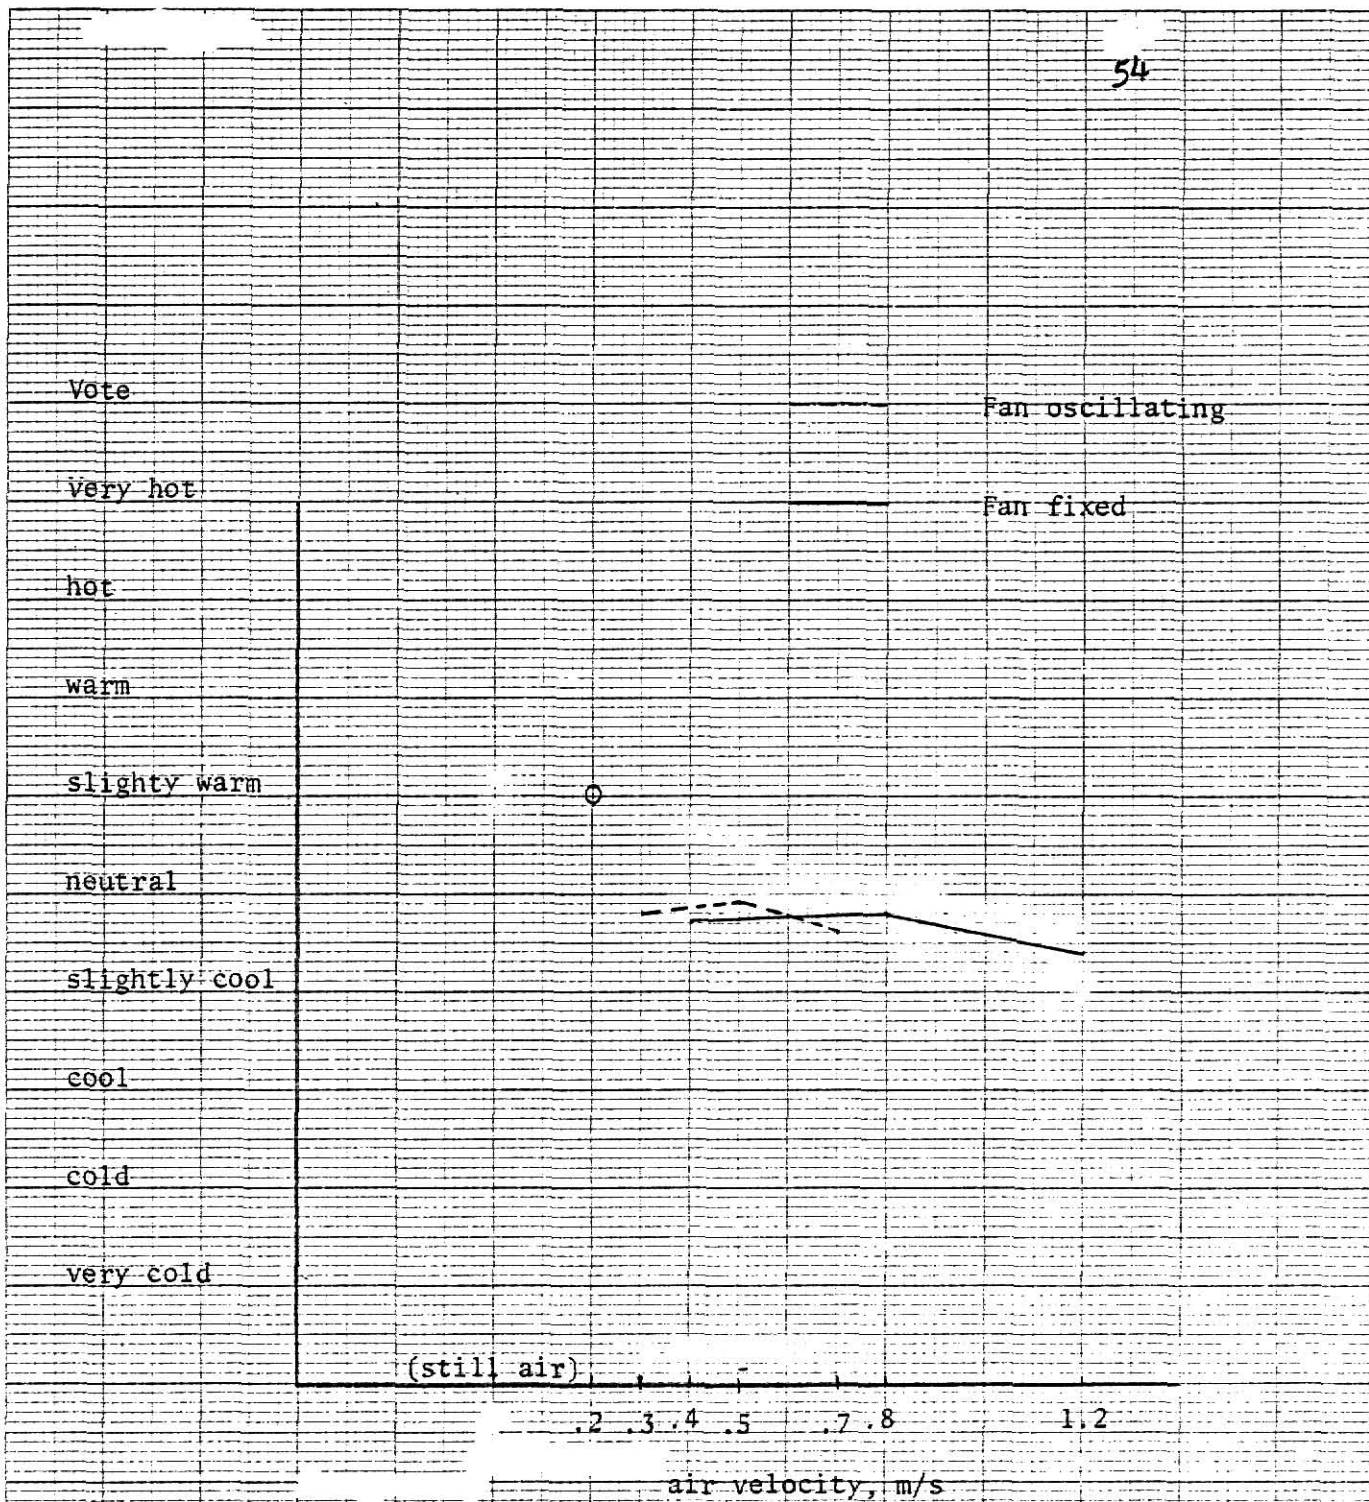 54
Vote
Fan oscillating
very hot
Fan fixed
hot
warm
slighty warm
neutral
slightly cool
cool
cold
very cold
(still air)
.2 .3 .4 .5 .7 .8 1.2
air velocity, m/s